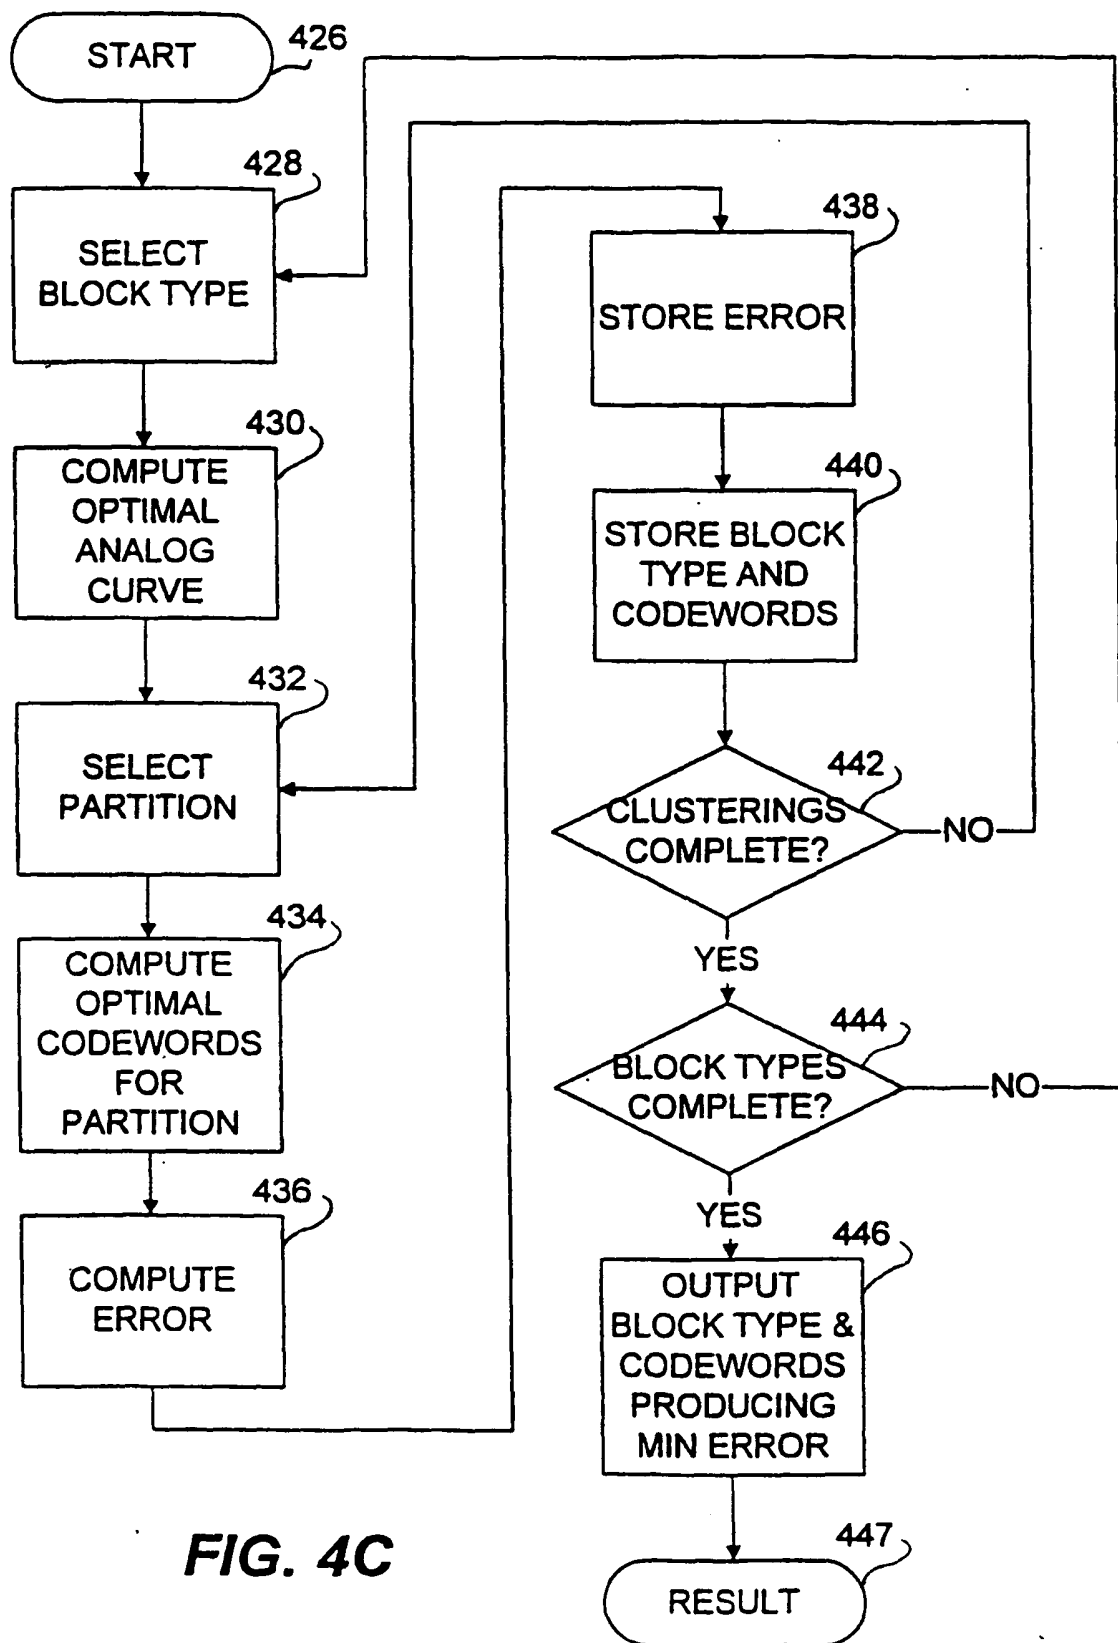 START
426
428
SELECT
BLOCK TYPE
430
COMPUTE
OPTIMAL
ANALOG
CURVE
432
SELECT
PARTITION
434
COMPUTE
OPTIMAL
CODEWORDS
FOR
PARTITION
436
COMPUTE
ERROR
438
STORE ERROR
440
STORE BLOCK
TYPE AND
CODEWORDS
442
CLUSTERINGS
COMPLETE?
NO
YES
444
BLOCK TYPES
COMPLETE?
NO
YES
446
OUTPUT
BLOCK TYPE &
CODEWORDS
PRODUCING
MIN ERROR
447
RESULT
FIG. 4C